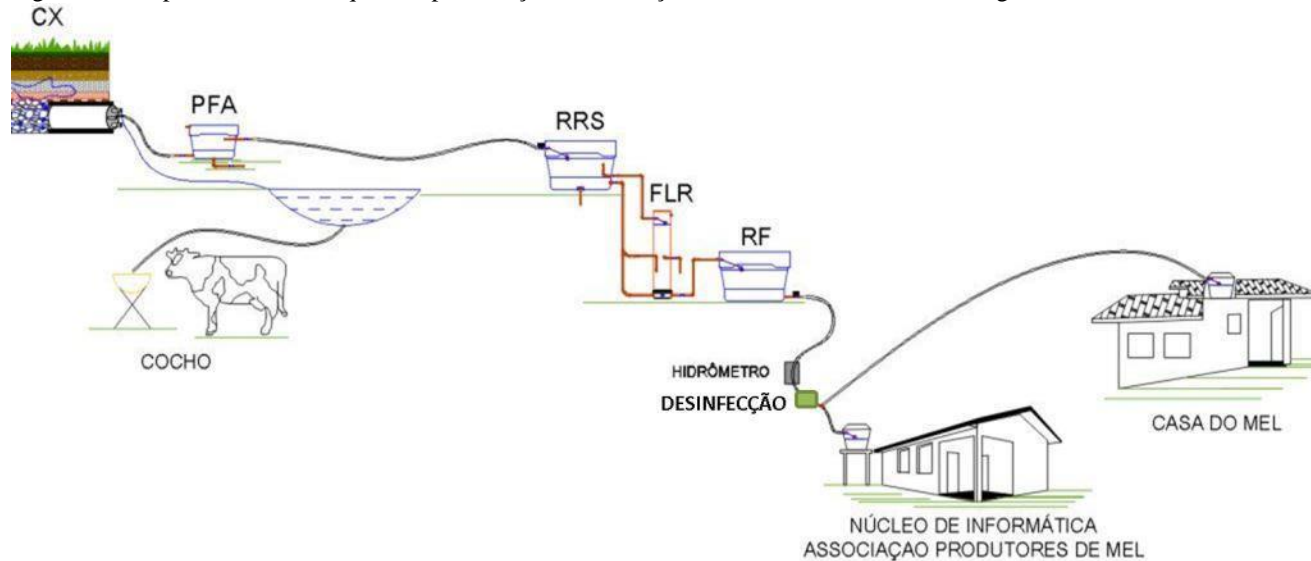 CX
PFA
RRS
FLR
RF
COCHO
HIDRÔMETRO
DESINFECÇÃO
CASA DO MEL
NÚCLEO DE INFORMÁTICA
ASSOCIAÇAO PRODUTORES DE MEL